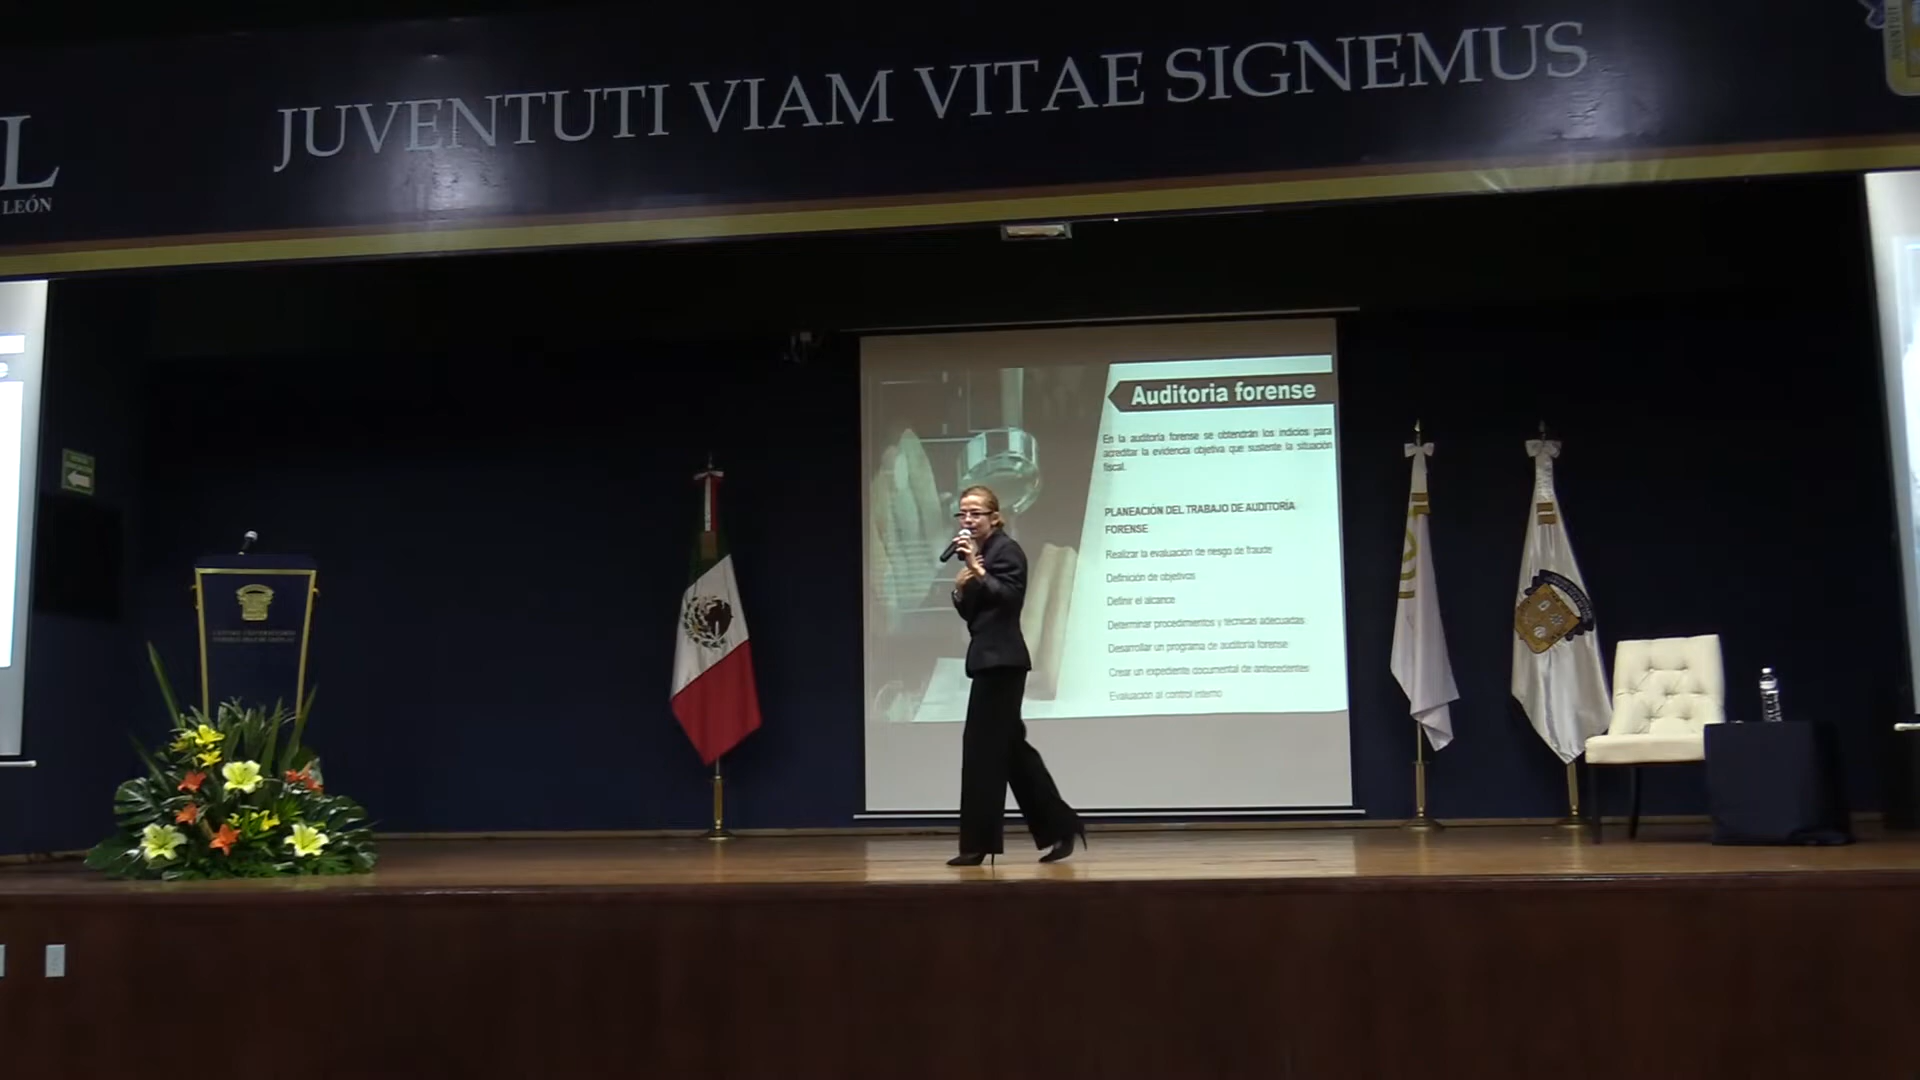 JUVENTUTI VIAM VITAE SIGNEMUS
L
LEÓN
Auditoria forense
En la auditoría forense se obtendrán los indicios para
acreditar la evidencia objetiva que sustente la situación
fiscal.
PLANEACIÓN DEL TRABAJO DE AUDITORÍA
FORENSE
Realizar la evaluación de riesgo de fraude
Definición de objetivos
Definir el alcance
Determinar procedimientos y técnicas adecuadas
Desarrollar un programa de auditoria forense
Crear un expediente documental de antecedentes
Evaluación al control interno